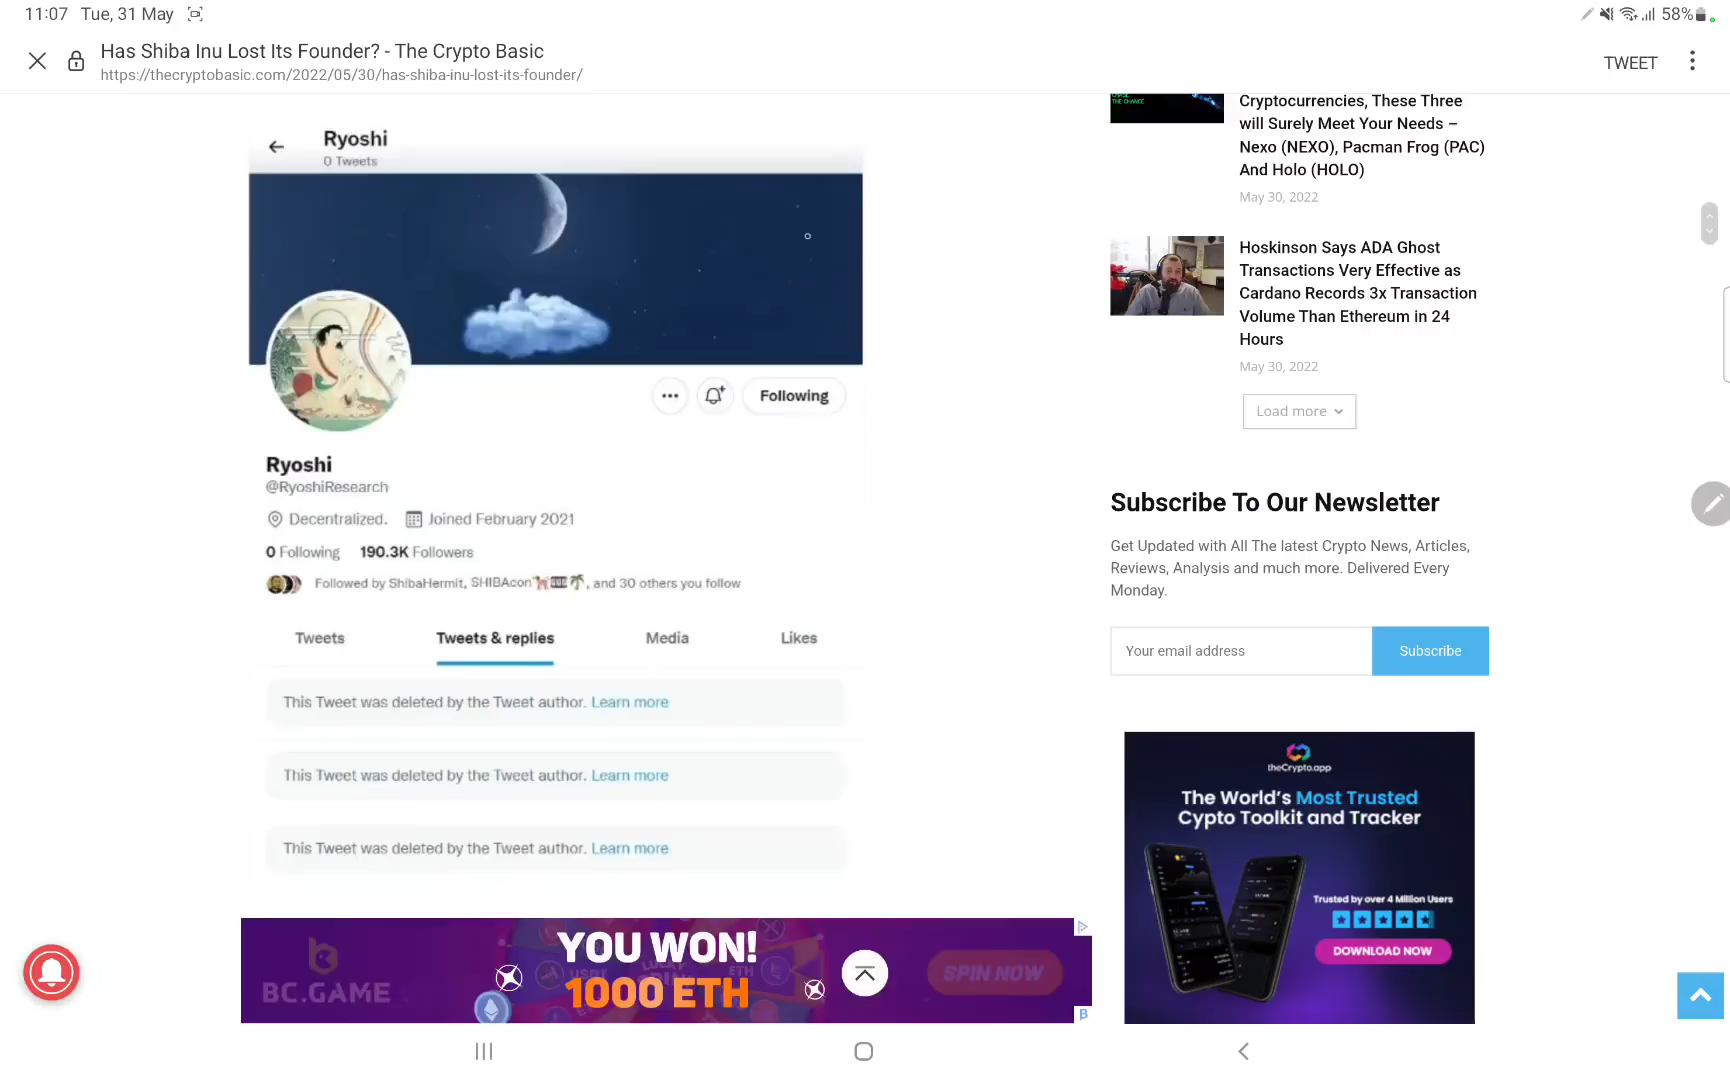 11:07 Tue, 31 May
58%
Has Shiba Inu Lost Its Founder? - The Crypto Basic
https://thecryptobasic.com/2022/05/30/has-shiba-inu-lost-its-founder/
TWEET
Ryoshi
0 Tweets
Following
Ryoshi
@RyoshiResearch
Decentralized. Joined February 2021
0 Following 190.3K Followers
Followed by ShibaHermit, SHIBAcon, and 30 others you follow
Tweets Tweets & replies Media Likes
This Tweet was deleted by the Tweet author. Learn more
This Tweet was deleted by the Tweet author. Learn more
This Tweet was deleted by the Tweet author. Learn more
BC.GAME
YOU WON!
1000 ETH
SPIN NOW
THE CHANCE
Cryptocurrencies, These Three
will Surely Meet Your Needs –
Nexo (NEXO), Pacman Frog (PAC)
And Holo (HOLO)
May 30, 2022
Hoskinson Says ADA Ghost
Transactions Very Effective as
Cardano Records 3x Transaction
Volume Than Ethereum in 24
Hours
May 30, 2022
Load more
Subscribe To Our Newsletter
Get Updated with All The latest Crypto News, Articles,
Reviews, Analysis and much more. Delivered Every
Monday.
Your email address
Subscribe
theCrypto.app
The World's Most Trusted
Cypto Toolkit and Tracker
Trusted by over 4 Million Users
DOWNLOAD NOW